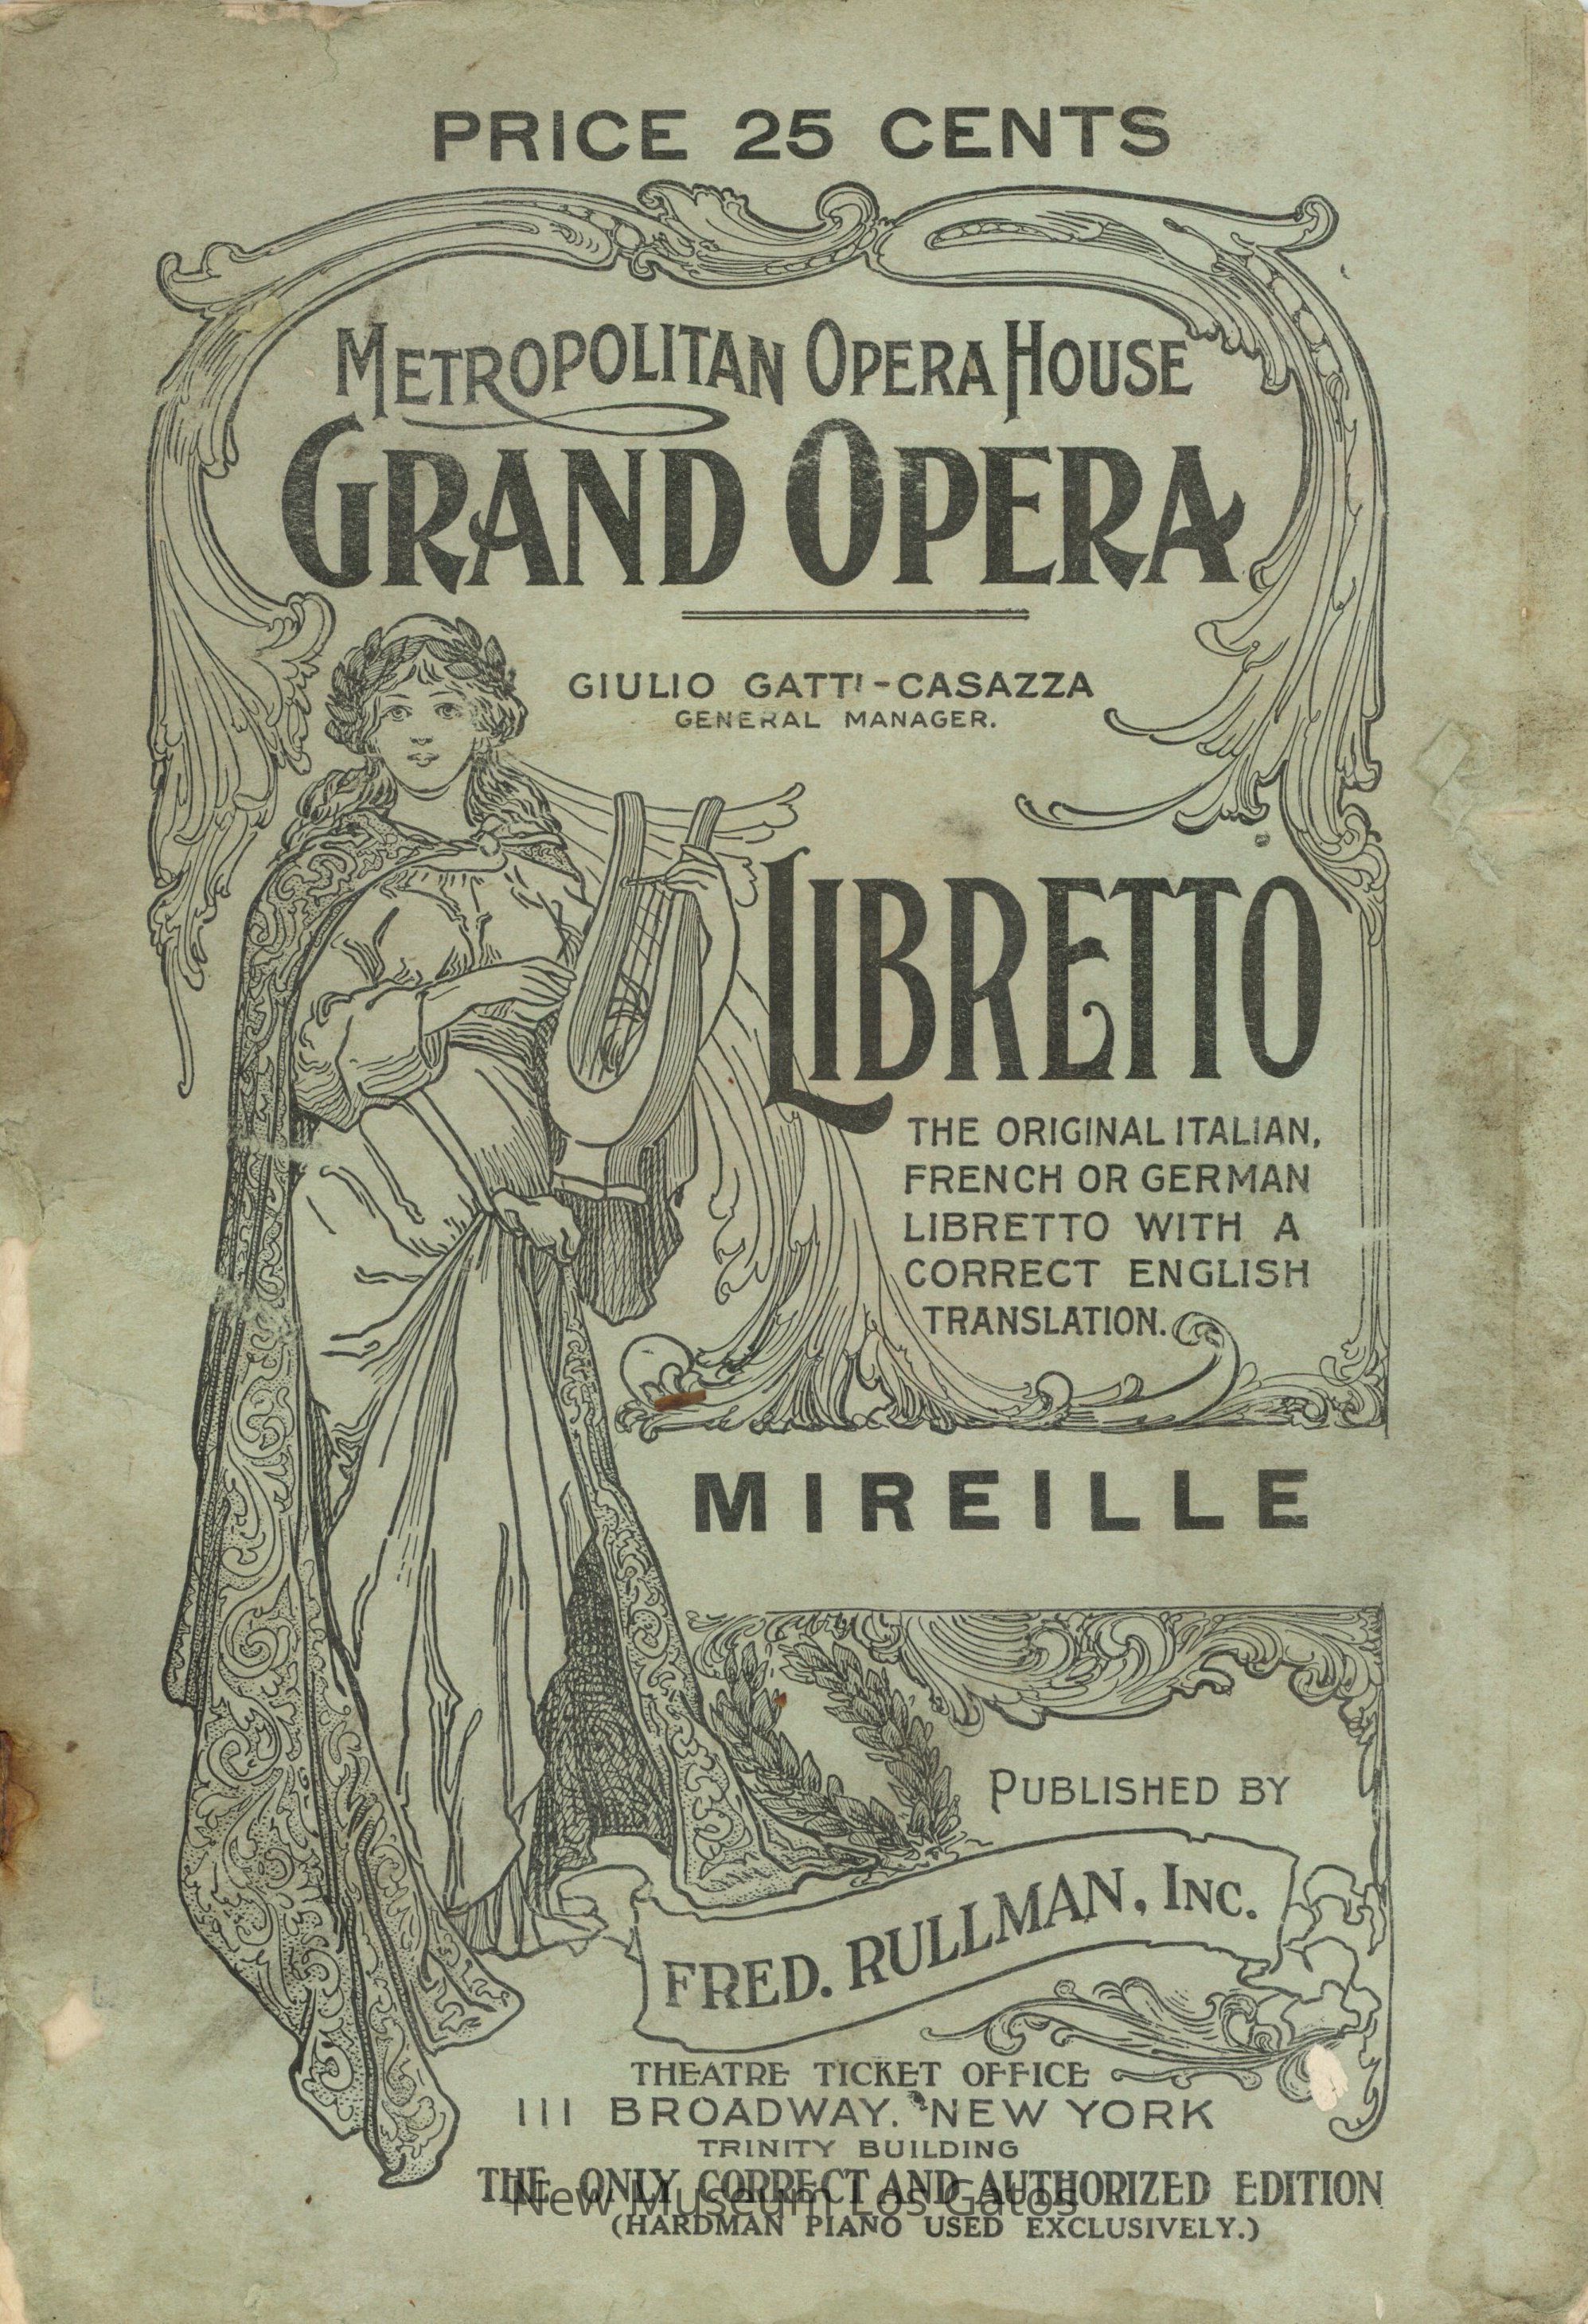 PRICE 25 CENTS
METROPOLITAN OPERA HOUSE
GRAND OPERA
GIULIO GATTI-CASAZZA
GENERAL MANAGER.
LIBRETTO
THE ORIGINAL ITALIAN,
FRENCH OR GERMAN
LIBRETTO WITH A
CORRECT ENGLISH
TRANSLATION.
MIREILLE
PUBLISHED BY
FRED. RULLMAN, INC.
THEATRE TICKET OFFICE
111 BROADWAY, NEW YORK
TRINITY BUILDING
THE ONLY CORRECT AND AUTHORIZED EDITION
New Museum Los Gatos
(HARDMAN PIANO USED EXCLUSIVELY.)